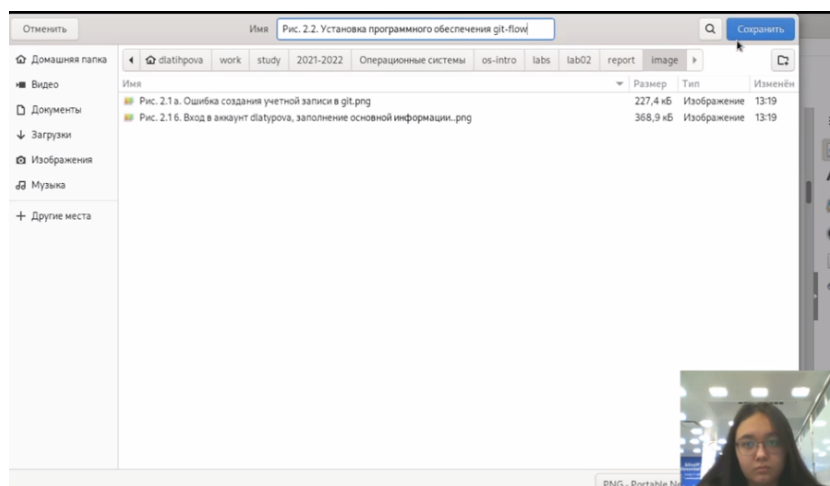 Отменить Имя Рис. 2.2. Установка программного обеспечения git-flow Сохранить
Домашняя папка dlatihpova work study 2021-2022 Операционные системы os-intro labs lab02 report image
Видео Имя Размер Тип Изменён
Рис. 2.1 а. Ошибка создания учетной записи в git.png 227,4 кБ Изображение 13:19
Документы
Рис. 2.1 б. Вход в аккаунт dlatypova, заполнение основной информации..png 368,9 кБ Изображение 13:19
Загрузки
Изображения
Музыка
Другие места
PNG - Portable